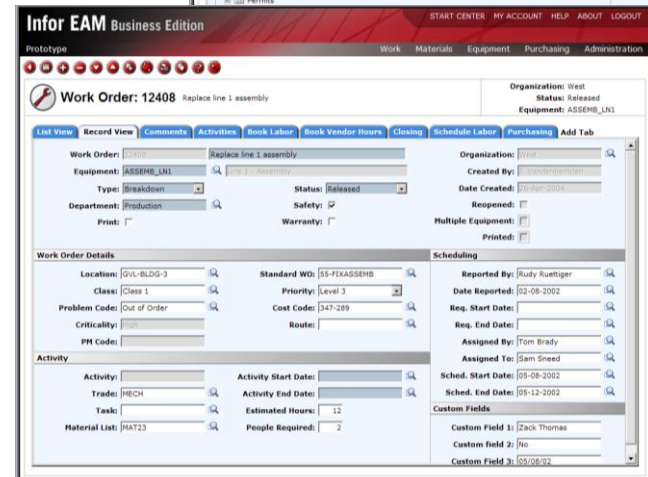 Permits
Infor EAM Business Edition
START CENTER MY ACCOUNT HELP ABOUT LOGOUT
Prototype
Work Materials Equipment Purchasing Administration
Work Order: 12408 Replace line 1 assembly
Organization: West
Status: Released
Equipment: ASSEMB_LN1
List View Record View Comments Activities Book Labor Book Vendor Hours Closing Schedule Labor Purchasing Add Tab
Work Order: 12408 Replace line 1 assembly Organization: West
Equipment: ASSEMB_LN1 Line 1 - Assembly Created By:
Type: Breakdown Status: Released Date Created: 26-Apr-2004
Department: Production Safety: Reopened:
Print: Warranty: Multiple Equipment:
Printed:
Work Order Details Scheduling
Location: GVL-BLDG-3 Standard WO: 55-FIXASSEMB Reported By: Rudy Ruettiger
Class: Class 1 Priority: Level 3 Date Reported: 02-08-2002
Problem Code: Out of Order Cost Code: 347-289 Req. Start Date:
Criticality: High Route: Req. End Date:
PM Code: Assigned By: Tom Brady
Activity Assigned To: Sam Sneed
Activity: Activity Start Date: Sched. Start Date: 05-08-2002
Trade: MECH Activity End Date: Sched. End Date: 05-12-2002
Task: Estimated Hours: 12 Custom Fields
Material List: MAT23 People Required: 2 Custom Field 1: Zack Thomas
Custom field 2: No
Custom Field 3: 05/08/02